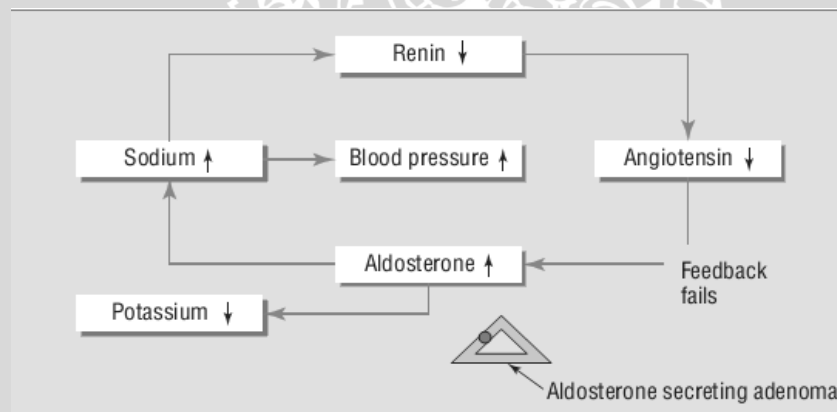 Renin ↓
Sodium ↑
Blood pressure ↑
Angiotensin ↓
Aldosterone ↑
Feedback
fails
Potassium ↓
Aldosterone secreting adenoma